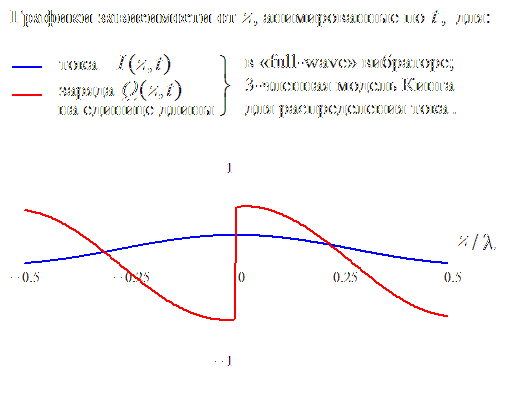 Графики зависимости от z, анимированные по t, для:
тока I(z,t)
заряда Q(z,t)
на единице длины
в «full-wave» вибраторе;
3-членная модель Кинга
для распределения тока.
1
z/λ
-0.5 -0.25 0 0.25 0.5
-1